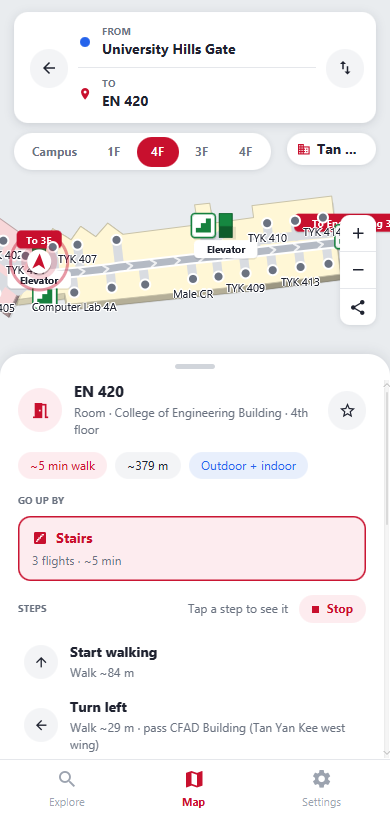 FROM
University Hills Gate
TO
EN 420
Campus
1F
4F
3F
4F
Tan ...
To 3F
TYK 407
Elevator
Computer Lab 4A
405
Elevator
TYK 410
TYK 414
Male CR
TYK 409
TYK 413
EN 420
Room · College of Engineering Building · 4th
floor
~5 min walk
~379 m
Outdoor + indoor
GO UP BY
Stairs
3 flights · ~5 min
STEPS
Tap a step to see it
Stop
Start walking
Walk ~84 m
Turn left
Walk ~29 m · pass CFAD Building (Tan Yan Kee west
wing)
Explore
Map
Settings